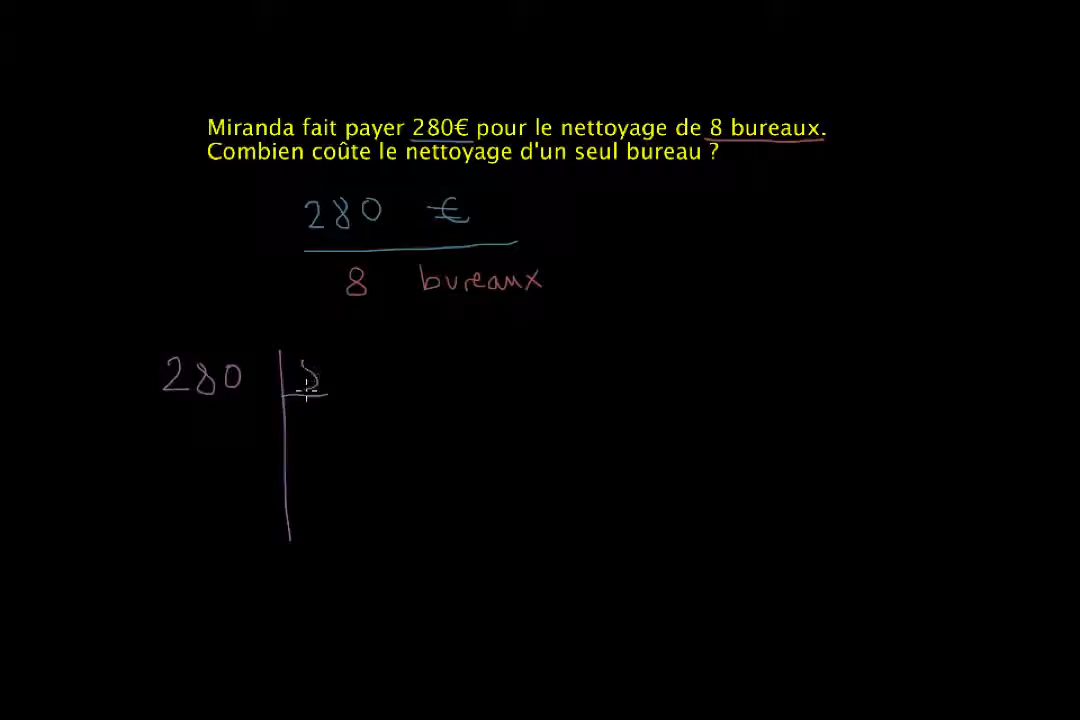 Miranda fait payer 280€ pour le nettoyage de 8 bureaux.
Combien coûte le nettoyage d'un seul bureau ?
280 €
8 bureaux
280 8